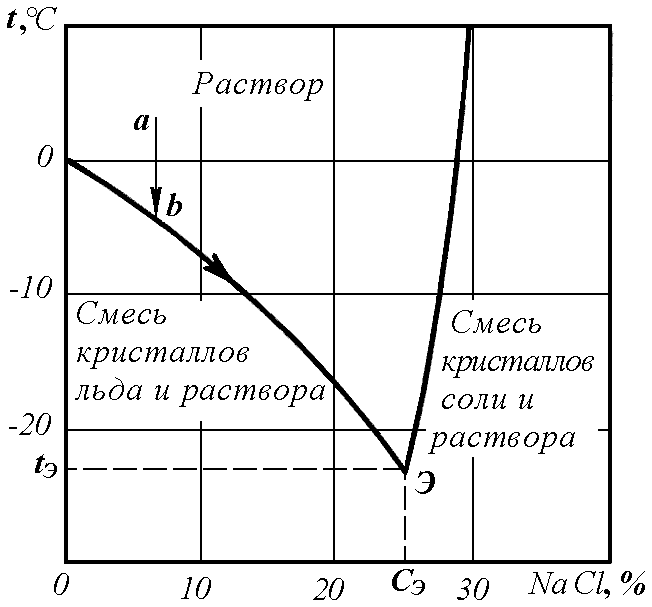 t,°C
Раствор
a
0
b
-10
Смесь
кристаллов
льда и раствора
Смесь
кристаллов
соли и
раствора
-20
tЭ
Э
0
10
20
CЭ
30
NaCl, %